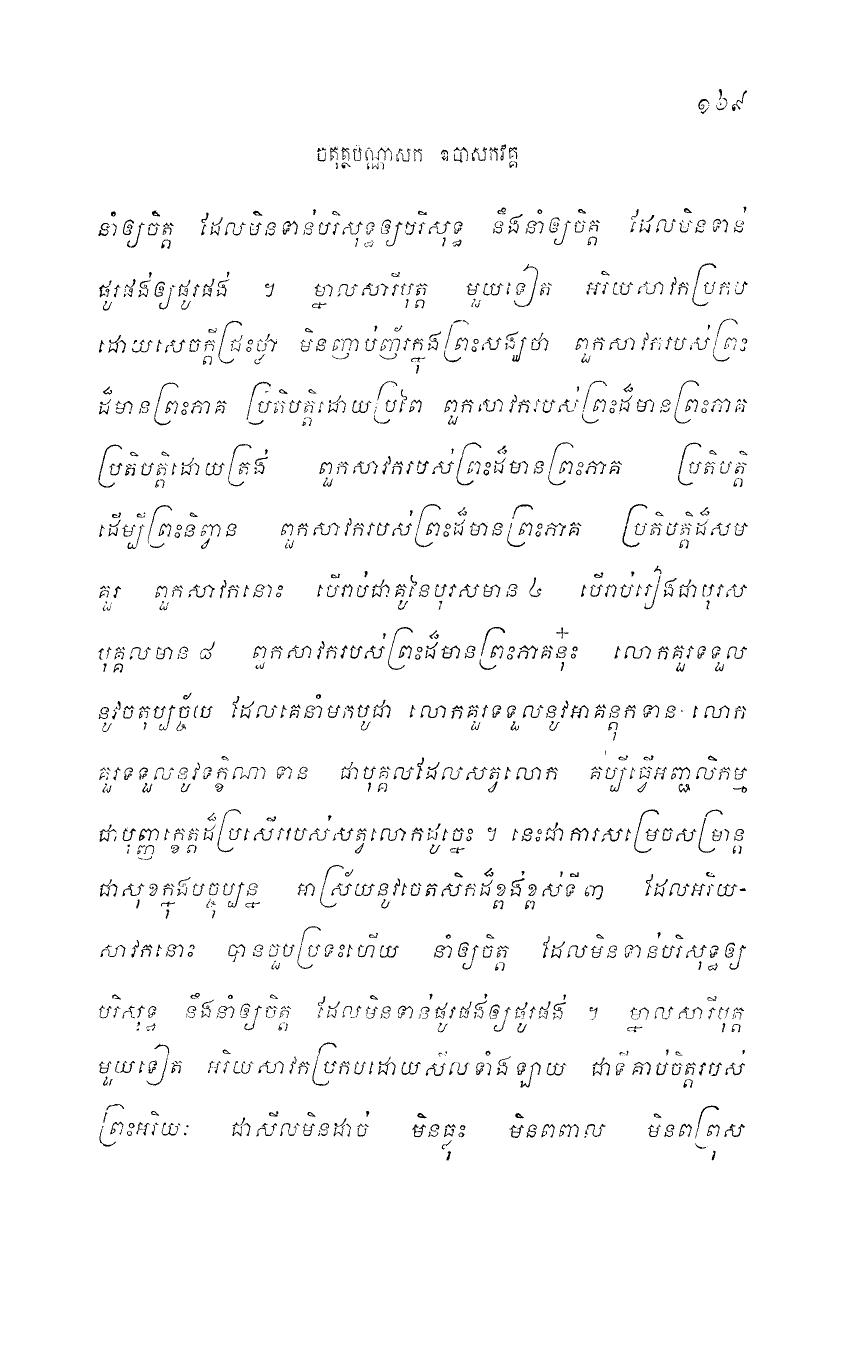 ១៦៩
ចតុត្ថបណ្ណាសក ឧបាសកវគ្គ
នាំឲ្យចិត្ត ដែលមិនទាន់បរិសុទ្ធឲ្យបរិសុទ្ធ នឹងនាំឲ្យចិត្ត ដែលមិនទាន់
ផូរផង់ឲ្យផូរផង់ ។ ម្នាលសារីបុត្ត មួយទៀត អរិយសាវកប្រកប
ដោយសេចក្តីជ្រះថ្លា មិនញាប់ញ័រក្នុងព្រះសង្ឃថា ពួកសាវករបស់ព្រះ
ដ៏មានព្រះភាគ ប្រតិបត្តិដោយប្រពៃ ពួកសាវករបស់ព្រះដ៏មានព្រះភាគ
ប្រតិបត្តិដោយត្រង់ ពួកសាវករបស់ព្រះដ៏មានព្រះភាគ ប្រតិបត្តិ
ដើម្បីព្រះនិព្វាន ពួកសាវករបស់ព្រះដ៏មានព្រះភាគ ប្រតិបត្តិដ៏សម
គួរ ពួកសាវកនោះ បើរាប់ជាគូនៃបុរសមាន ៤ បើរាប់រៀងជាបុរស
បុគ្គលមាន ៨ ពួកសាវករបស់ព្រះដ៏មានព្រះភាគនុ៎ះ លោកគួរទទួល
នូវចតុប្បច្ច័យ ដែលគេនាំមកបូជា លោកគួរទទួលនូវអាគន្តុកទាន លោក
គួរទទួលនូវទក្ខិណាទាន ជាបុគ្គលដែលសត្វលោក គប្បីធ្វើអញ្ជលិកម្ម
ជាបុញ្ញក្ខេត្តដ៏ប្រសើររបស់សត្វលោកដូច្នេះ ។ នេះជាការសម្រេចសម្រាន្ត
ជាសុខក្នុងបច្ចុប្បន្ន អាស្រ័យនូវចេតសិកដ៏ខ្ពង់ខ្ពស់ទី ៣ ដែលអរិយ-
សាវកនោះ បានចួបប្រទះហើយ នាំឲ្យចិត្ត ដែលមិនទាន់បរិសុទ្ធឲ្យ
បរិសុទ្ធ នឹងនាំឲ្យចិត្ត ដែលមិនទាន់ផូរផង់ឲ្យផូរផង់ ។ ម្នាលសារីបុត្ត
មួយទៀត អរិយសាវកប្រកបដោយសីលទាំងឡាយ ជាទីគាប់ចិត្តរបស់
ព្រះអរិយៈ ជាសីលមិនដាច់ មិនធ្លុះ មិនពពាល មិនពព្រុស